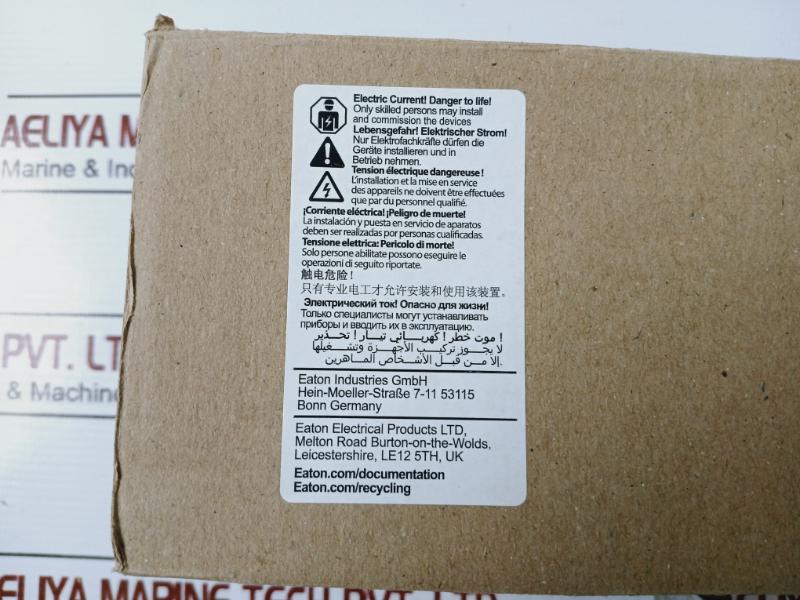 Electric Current! Danger to life!
Only skilled persons may install
and commission the devices
Lebensgefahr! Elektrischer Strom!
Nur Elektrofachkräfte dürfen die
Geräte installieren und in
Betrieb nehmen.
Tension électrique dangereuse !
L'installation et la mise en service
des appareils ne doivent être effectuées
que par du personnel qualifié.
¡Corriente eléctrica! ¡Peligro de muerte!
La instalación y puesta en servicio de aparatos
deben ser realizadas por personas cualificadas.
Tensione elettrica: Pericolo di morte!
Solo persone abilitate possono eseguire le
operazioni di seguito riportate.
触电危险！
只有专业电工才允许安装和使用该装置。
Электрический ток! Опасно для жизни!
Только специалисты могут устанавливать
приборы и вводить их в эксплуатацию.
موت خطر! كهربائي تيار! تحذير !
لا يجوز تركيب الأجهزة وتشغيلها
إلا من قبل الأشخاص الماهرين.
Eaton Industries GmbH
Hein-Moeller-Straße 7-11 53115
Bonn Germany
Eaton Electrical Products LTD,
Melton Road Burton-on-the-Wolds,
Leicestershire, LE12 5TH, UK
Eaton.com/documentation
Eaton.com/recycling
AELIYA M
Marine & Ind
PVT. LT
& Machine
ELIYA MARINE TECH PVT. LTD